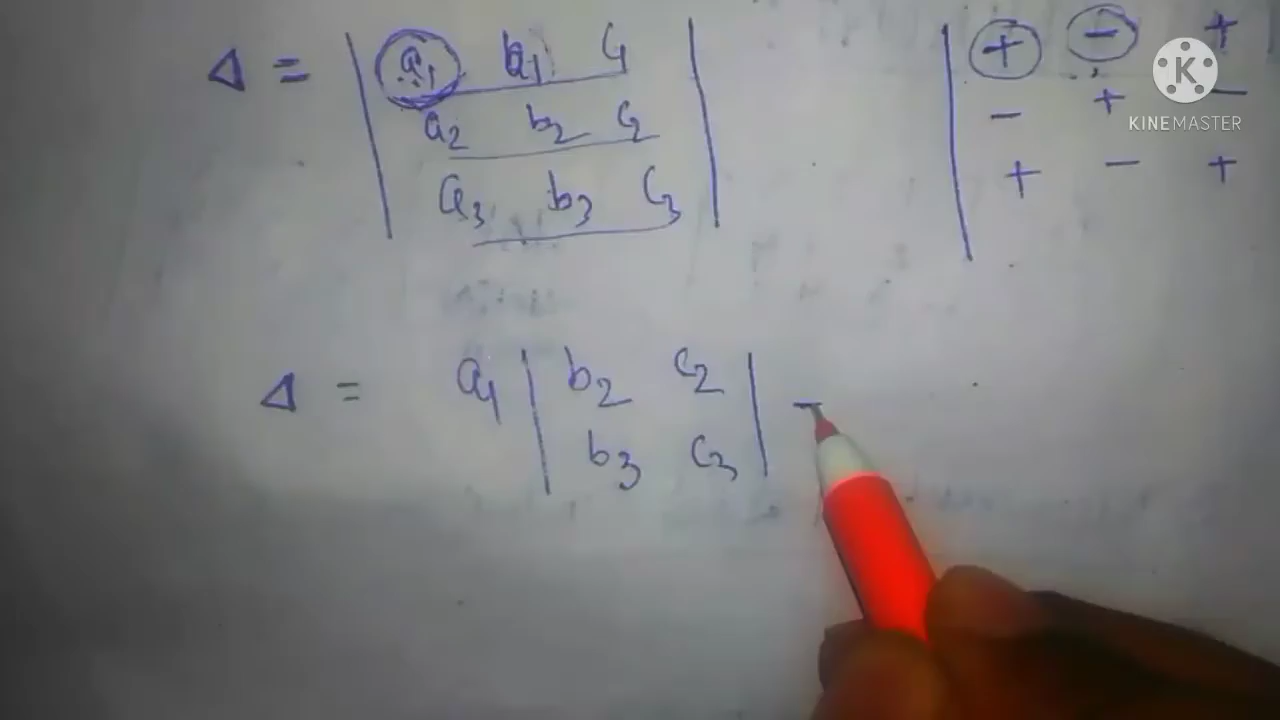 Δ = | a₁ b₁ c₁ | | + - +
a₂ b₂ c₂ - + -
a₃ b₃ c₃ + - +
K
KINEMASTER
Δ = a₁ | b₂ c₂ | -
b₃ c₃